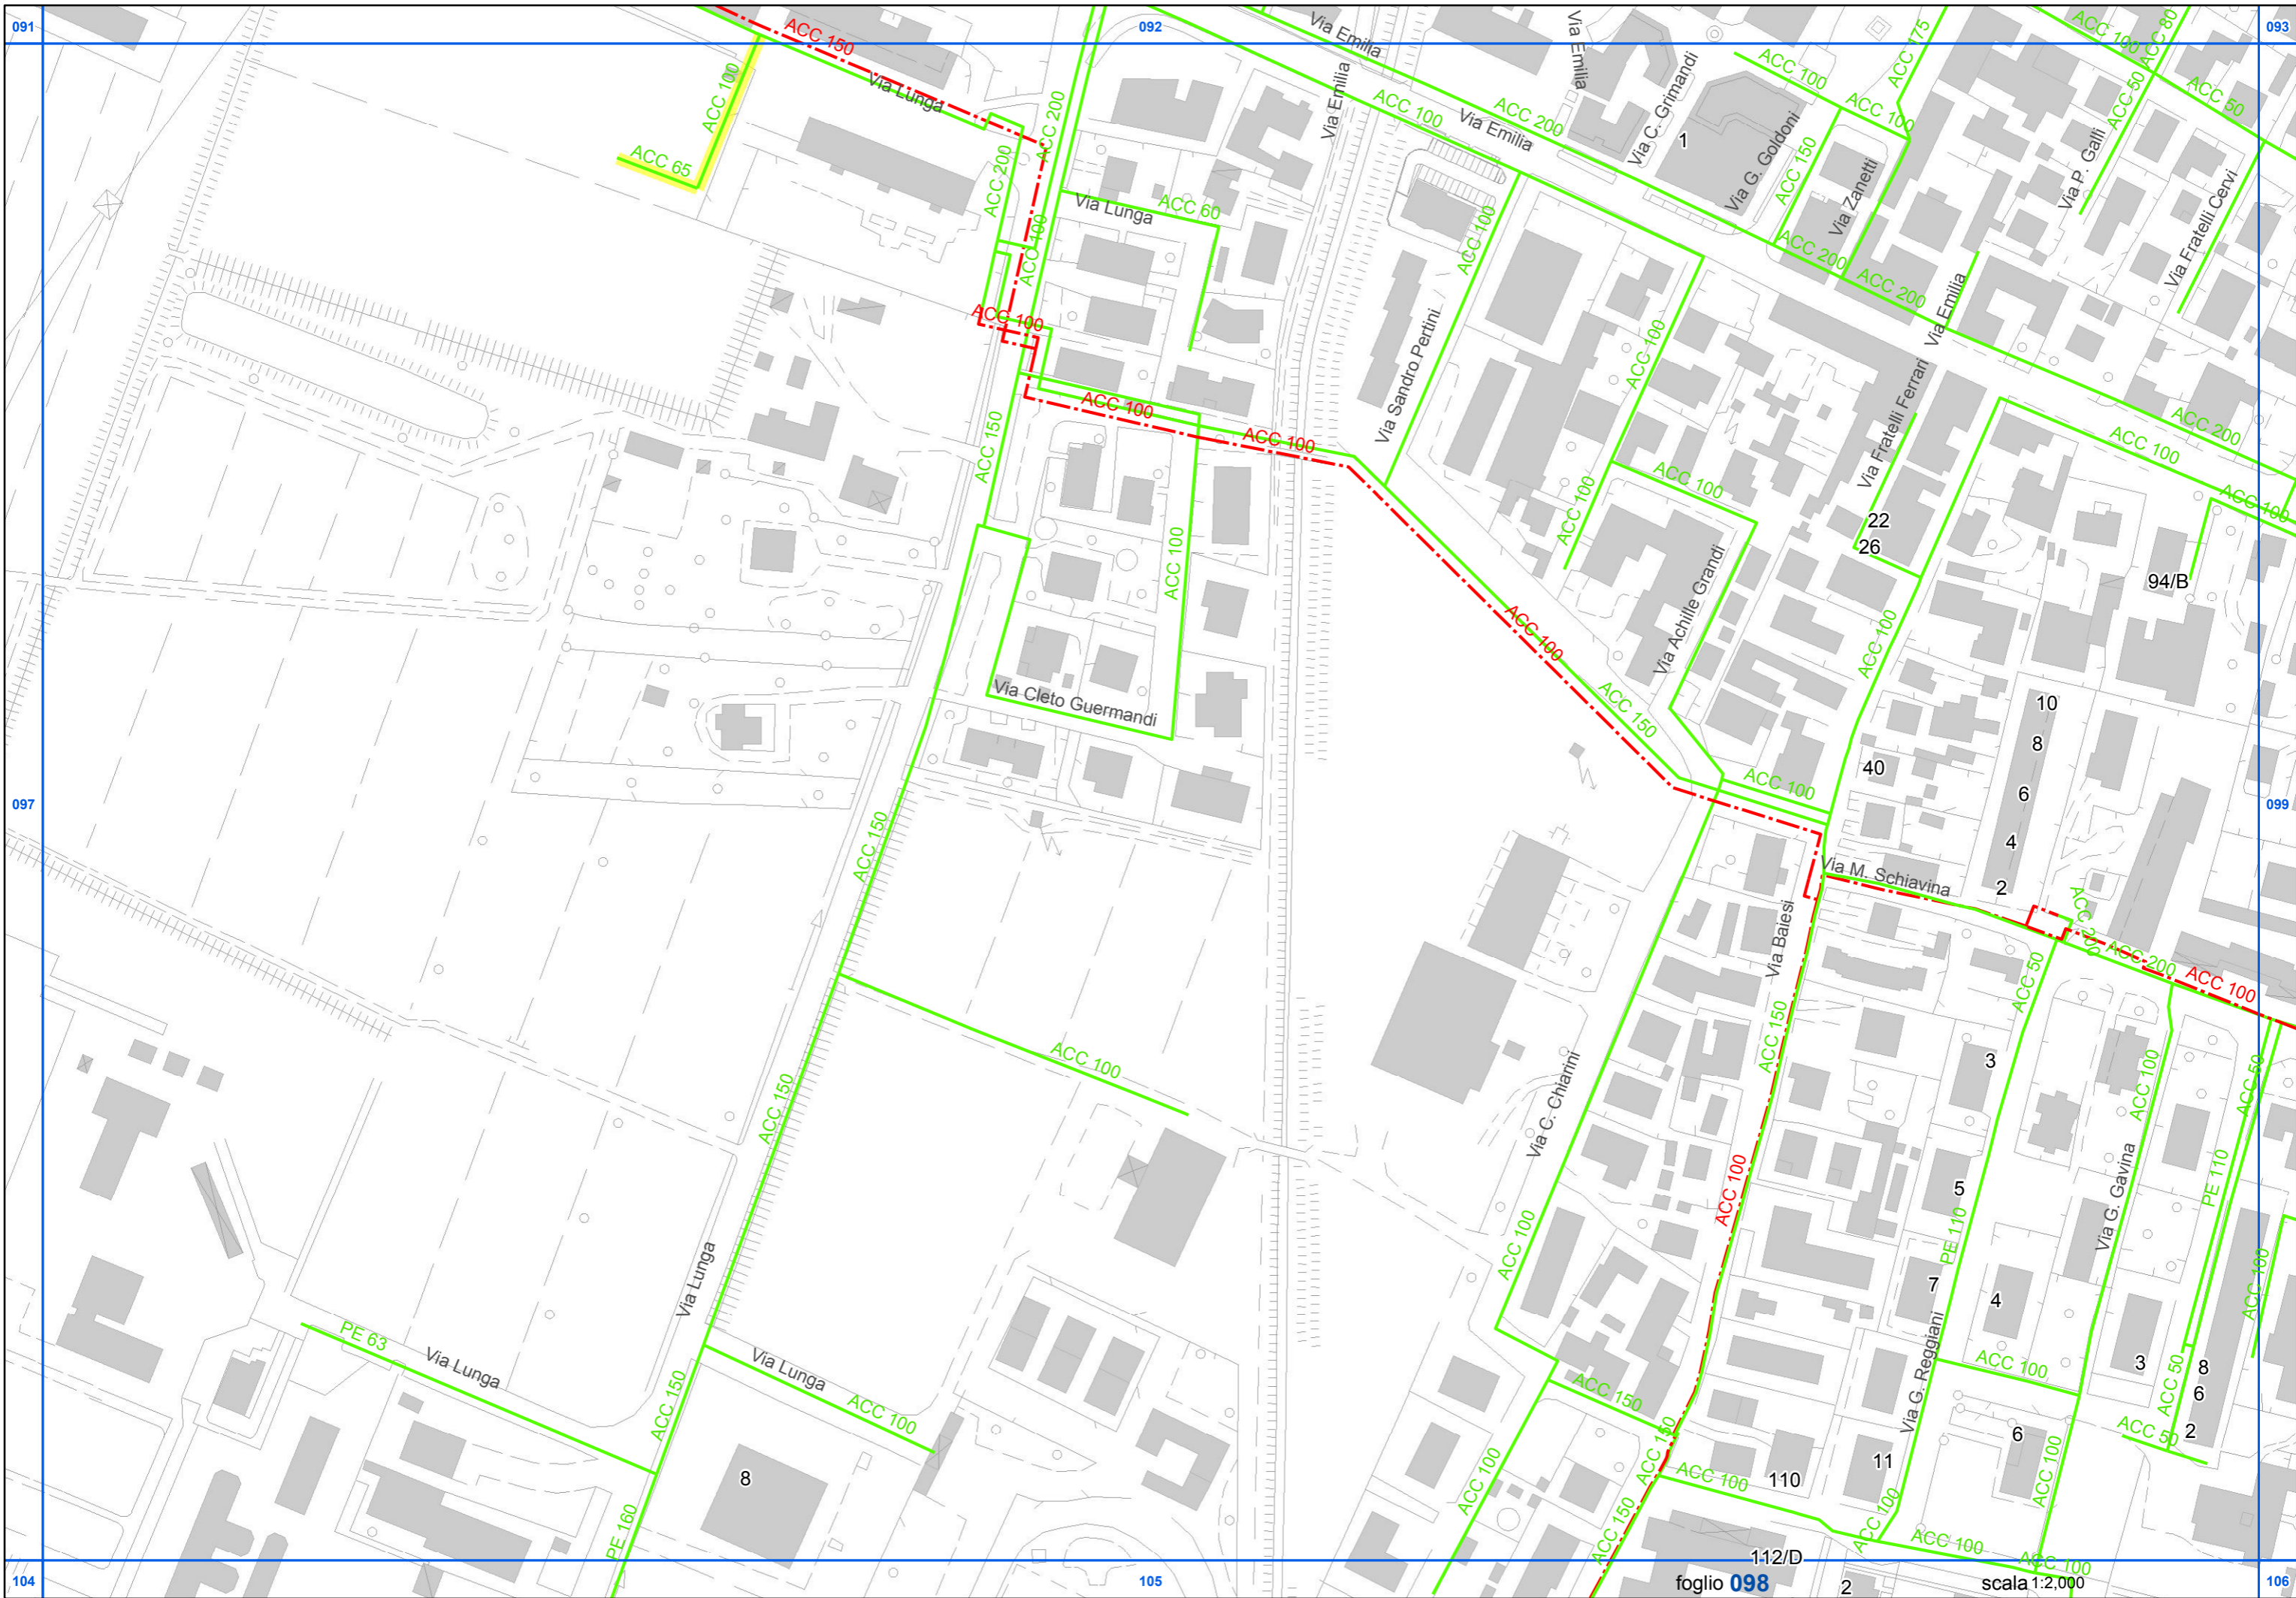 091
092
093
ACC 150
Via Emilia
Via Emilia
ACC 175
ACC 100
ACC 80
ACC 100
Via Lunga
ACC 200
Via Emilia
ACC 100
ACC 200
Via Emilia
Via C. Grimandi
1
Via G. Goldoni
ACC 100
ACC 100
ACC 50
ACC 50
ACC 65
ACC 200
Via Lunga
ACC 60
ACC 100
ACC 150
Via Zanetti
Via P. Galli
Via Fratelli Cervi
ACC 100
ACC 200
ACC 200
ACC 100
Via Sandro Pertini
ACC 100
Via Emilia
ACC 100
ACC 100
Via Fratelli Ferrari
ACC 200
ACC 100
ACC 150
ACC 100
ACC 100
ACC 100
22
26
94/B
ACC 100
ACC 100
Via Achille Grandi
ACC 100
Via Cleto Guermandi
ACC 150
10
8
40
6
4
2
097
099
ACC 100
ACC 150
Via M. Schiavina
Via Baiesi
ACC 200
ACC 200
ACC 100
ACC 50
ACC 100
ACC 150
ACC 150
3
ACC 100
ACC 50
Via C. Chiarini
ACC 100
5
PE 110
Via G. Gavina
PE 110
ACC 100
Via Lunga
7
4
ACC 100
PE 63
Via Lunga
Via Lunga
ACC 100
ACC 150
ACC 150
Via G. Reggiani
ACC 100
3
8
6
2
ACC 50
ACC 50
8
ACC 100
ACC 150
ACC 150
ACC 100
110
11
6
ACC 100
PE 160
ACC 150
ACC 100
ACC 100
ACC 100
112/D
104
105
foglio 098
2
scala 1:2,000
106